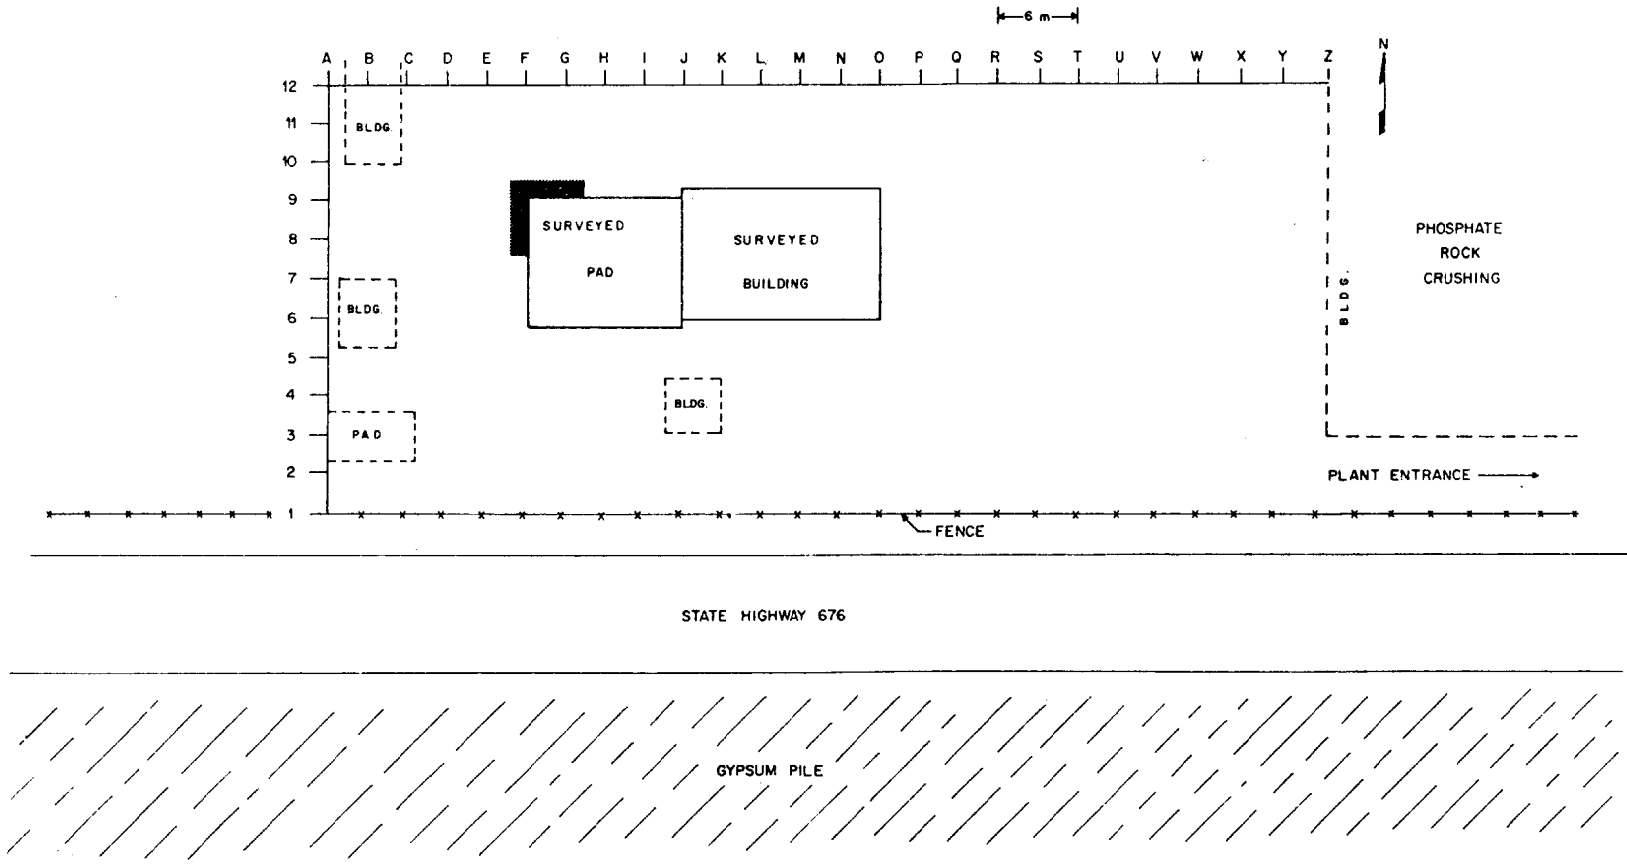 6 m
A B C D E F G H I J K L M N O P Q R S T U V W X Y Z
N
12
11
10
9
8
7
6
5
4
3
2
1
BLDG.
SURVEYED
PAD
SURVEYED
BUILDING
PHOSPHATE
ROCK
CRUSHING
BLDG.
BLDG.
BLDG.
PAD
PLANT ENTRANCE
FENCE
STATE HIGHWAY 676
GYPSUM PILE